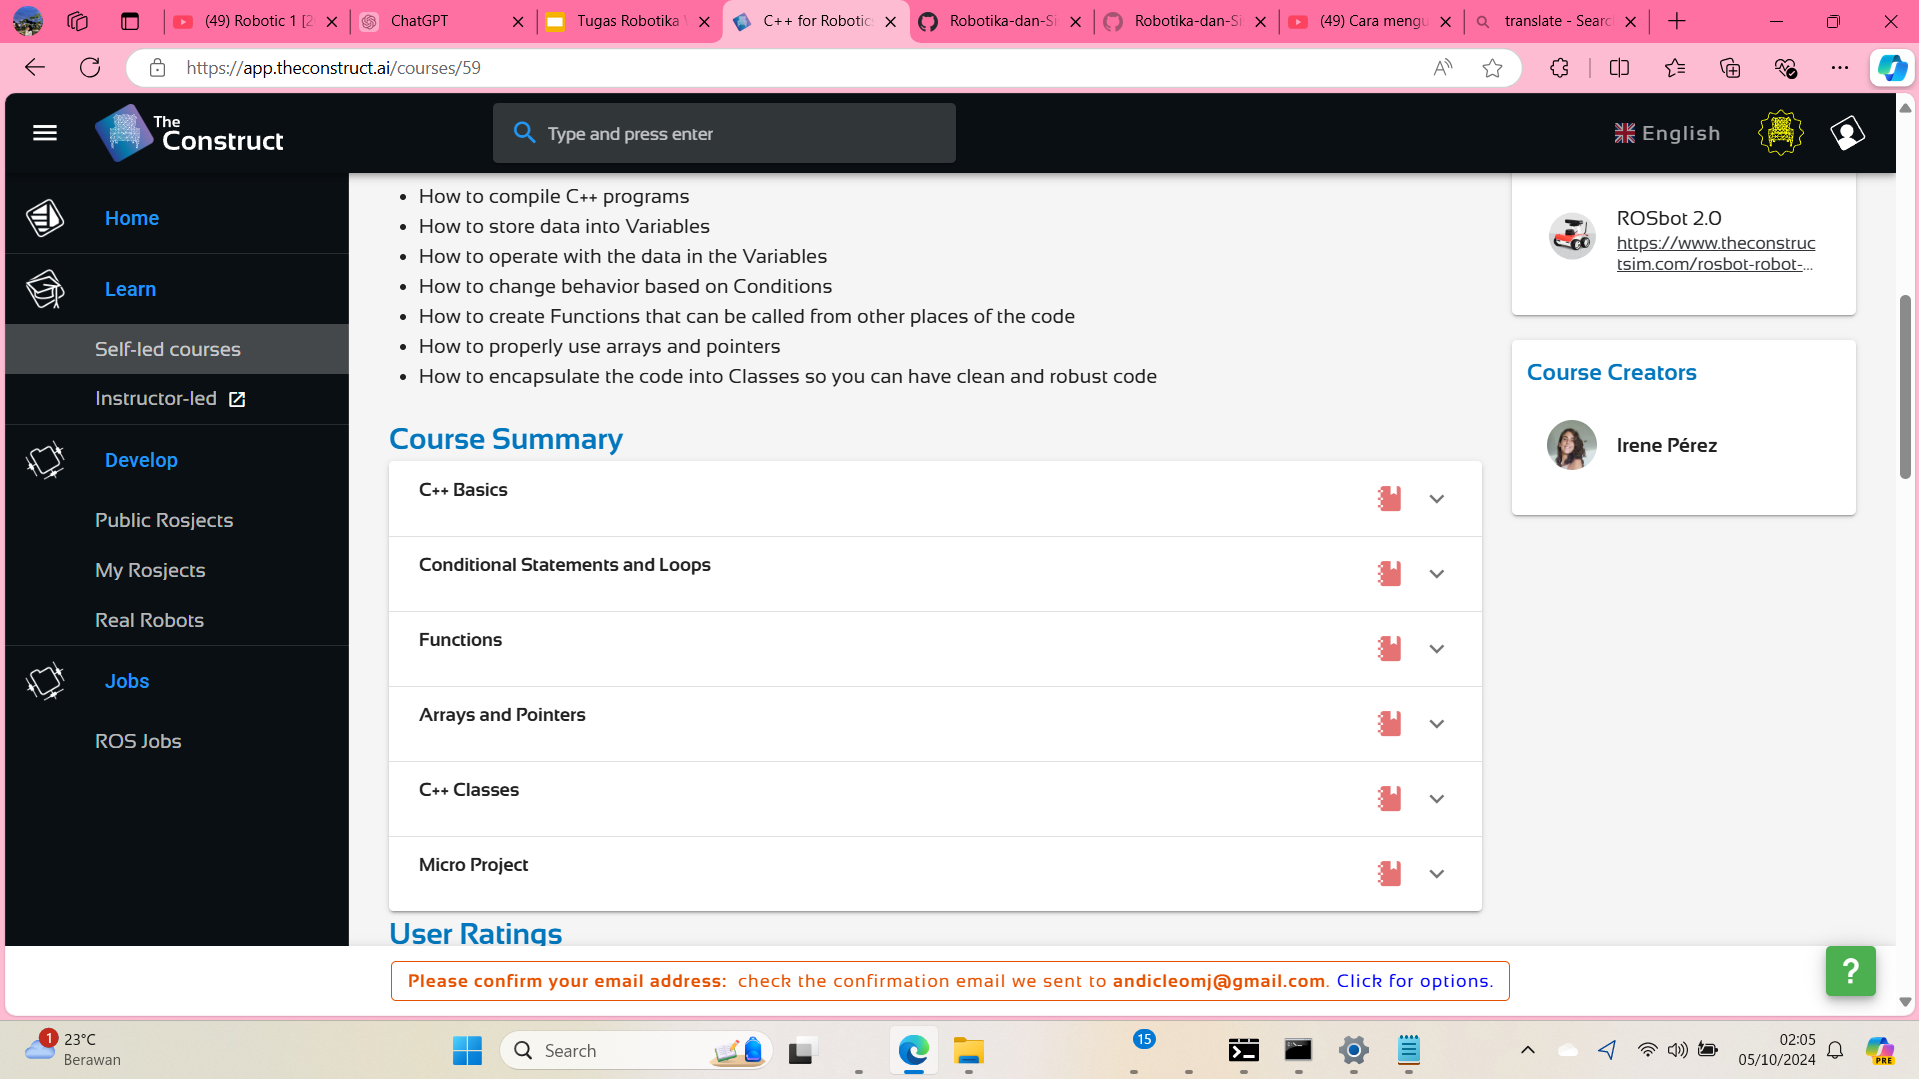 (49) Robotic 1 [2
ChatGPT
Tugas Robotika
C++ for Robotic
Robotika-dan-Si
Robotika-dan-Si
(49) Cara mengu
translate - Searc
https://app.theconstruct.ai/courses/59
The
Construct
Type and press enter
English
Home
Learn
Self-led courses
Instructor-led
Develop
Public Rosjects
My Rosjects
Real Robots
Jobs
ROS Jobs
• How to compile C++ programs
• How to store data into Variables
• How to operate with the data in the Variables
• How to change behavior based on Conditions
• How to create Functions that can be called from other places of the code
• How to properly use arrays and pointers
• How to encapsulate the code into Classes so you can have clean and robust code
Course Summary
C++ Basics
Conditional Statements and Loops
Functions
Arrays and Pointers
C++ Classes
Micro Project
User Ratings
ROSbot 2.0
https://www.theconstruc
tsim.com/rosbot-robot-...
Course Creators
Irene Pérez
Please confirm your email address: check the confirmation email we sent to andicleomj@gmail.com. Click for options.
?
1
23°C
Berawan
Search
15
02:05
05/10/2024
PRE